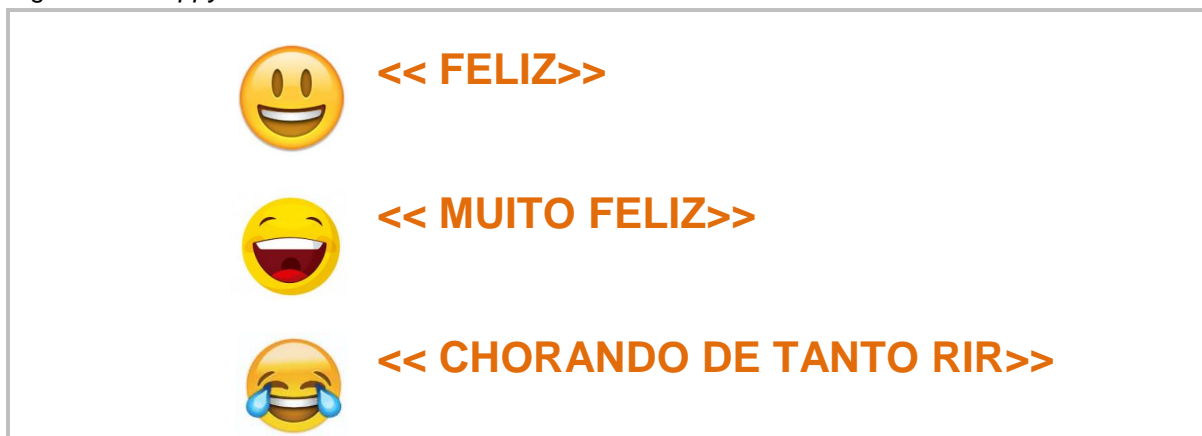 << FELIZ>>
<< MUITO FELIZ>>
<< CHORANDO DE TANTO RIR>>